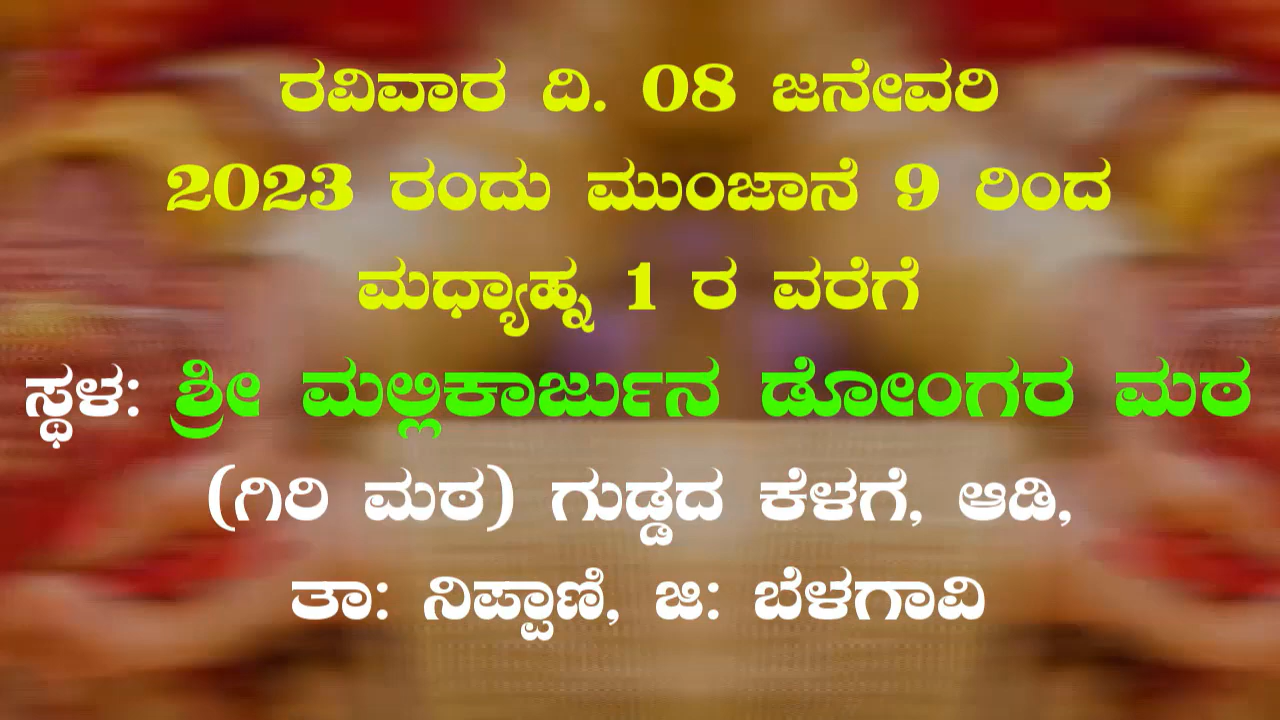 ರವಿವಾರ ದಿ. 08 ಜನೇವರಿ
2023 ರಂದು ಮುಂಜಾನೆ 9 ರಿಂದ
ಮಧ್ಯಾಹ್ನ 1 ರ ವರೆಗೆ
ಸ್ಥಳ: ಶ್ರೀ ಮಲ್ಲಿಕಾರ್ಜುನ ಡೋಂಗರ ಮಠ
(ಗಿರಿ ಮಠ) ಗುಡ್ಡದ ಕೆಳಗೆ, ಆಡಿ,
ತಾ: ನಿಪ್ಪಾಣಿ, ಜಿ: ಬೆಳಗಾವಿ